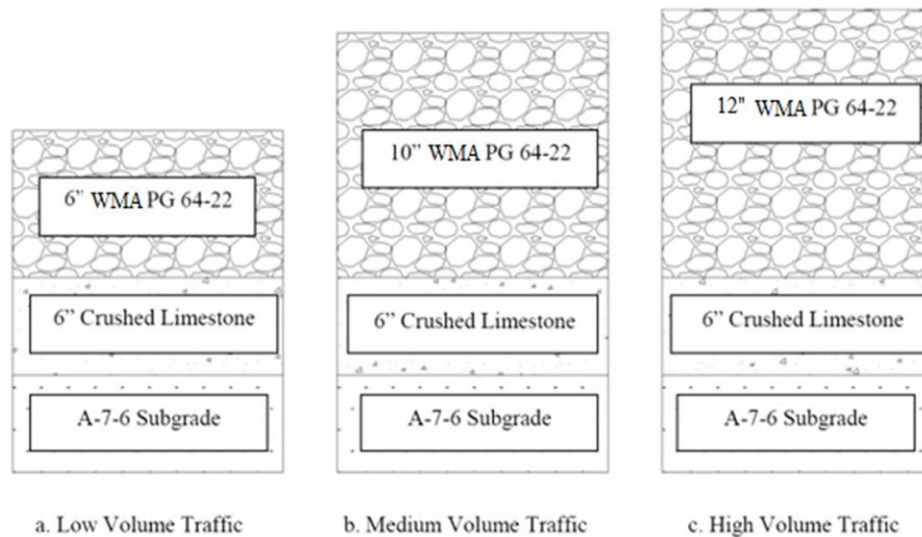 6” WMA PG 64-22
6” Crushed Limestone
A-7-6 Subgrade
a. Low Volume Traffic
10” WMA PG 64-22
6” Crushed Limestone
A-7-6 Subgrade
b. Medium Volume Traffic
12" WMA PG 64-22
6” Crushed Limestone
A-7-6 Subgrade
c. High Volume Traffic